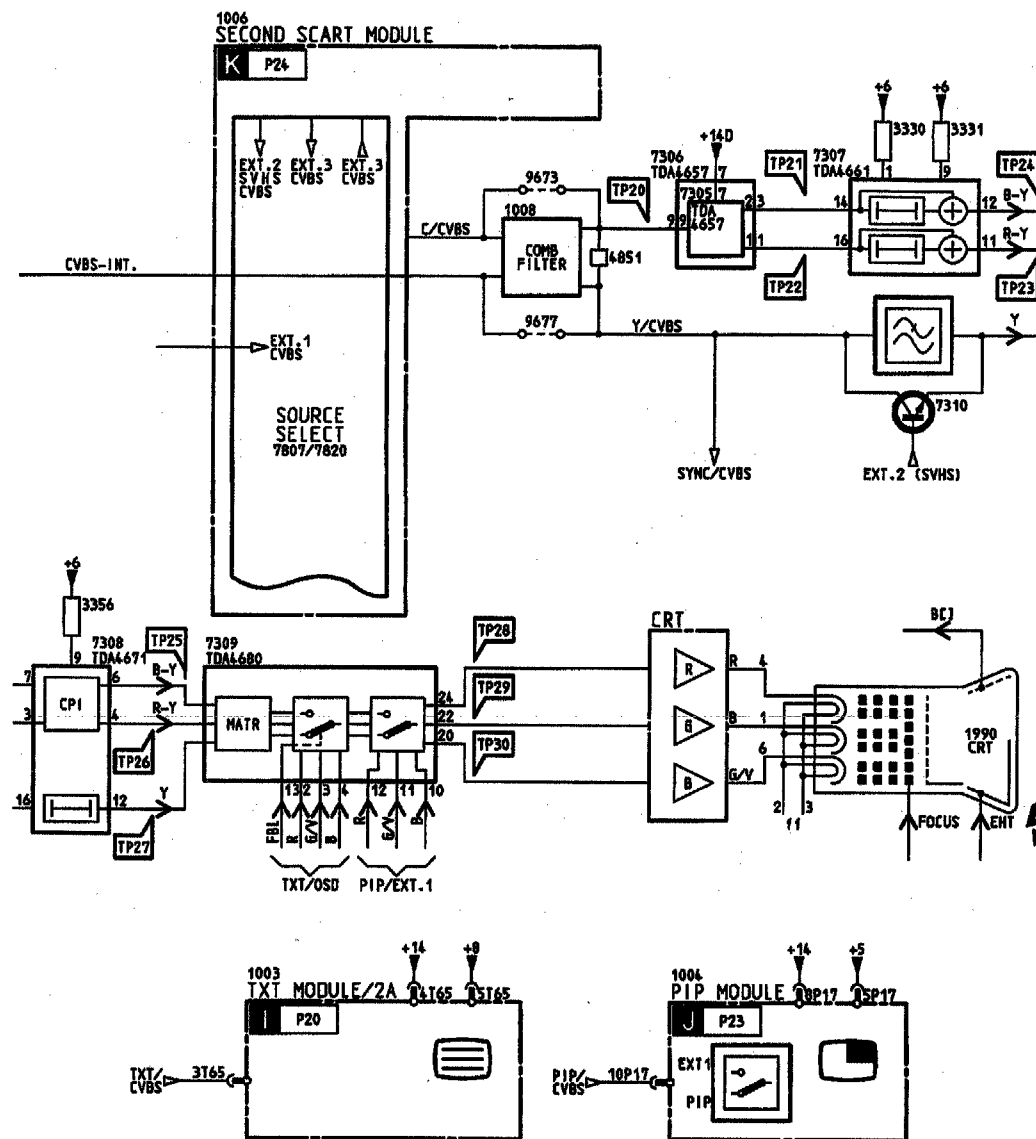 1006
SECOND SCART MODULE
K P24
EXT.2 SVHS CVBS
EXT.3 CVBS
EXT.3 CVBS
CVBS-INT.
EXT.1 CVBS
SOURCE
SELECT
7807/7820
C/CVBS
9673
1008
COMB
FILTER
4851
9677
Y/CVBS
SYNC/CVBS
TP20
+14D
7306
TDA4657
7
7305
7
TDA
4657
9
9
2
3
1
1
TP21
TP22
+6
+6
3330
3331
7307
TDA4661
1
9
14
16
12
11
TP24
B-Y
R-Y
TP23
Y
7310
EXT.2 (SVHS)
+6
3356
7308
TDA4671
9
7
3
16
CPI
6
4
12
TP25
B-Y
R-Y
TP26
Y
TP27
7309
TDA4680
MATR
24
22
20
1
13
2
3
4
12
11
10
FBL
R
G/V
B
R
G/V
B
TXT/OSD
PIP/EXT.1
TP28
TP29
TP30
CRT
R
G
B
R
4
B
1
G/V
6
2
11
3
BCI
1990
CRT
FOCUS
EHT
1003
TXT MODULE/2A
+14
4T65
+8
5T65
I P20
TXT/
CVBS
3T65
1004
PIP MODULE
+14
8P17
+5
5P17
J P23
EXT1
PIP
PIP/
CVBS
10P17